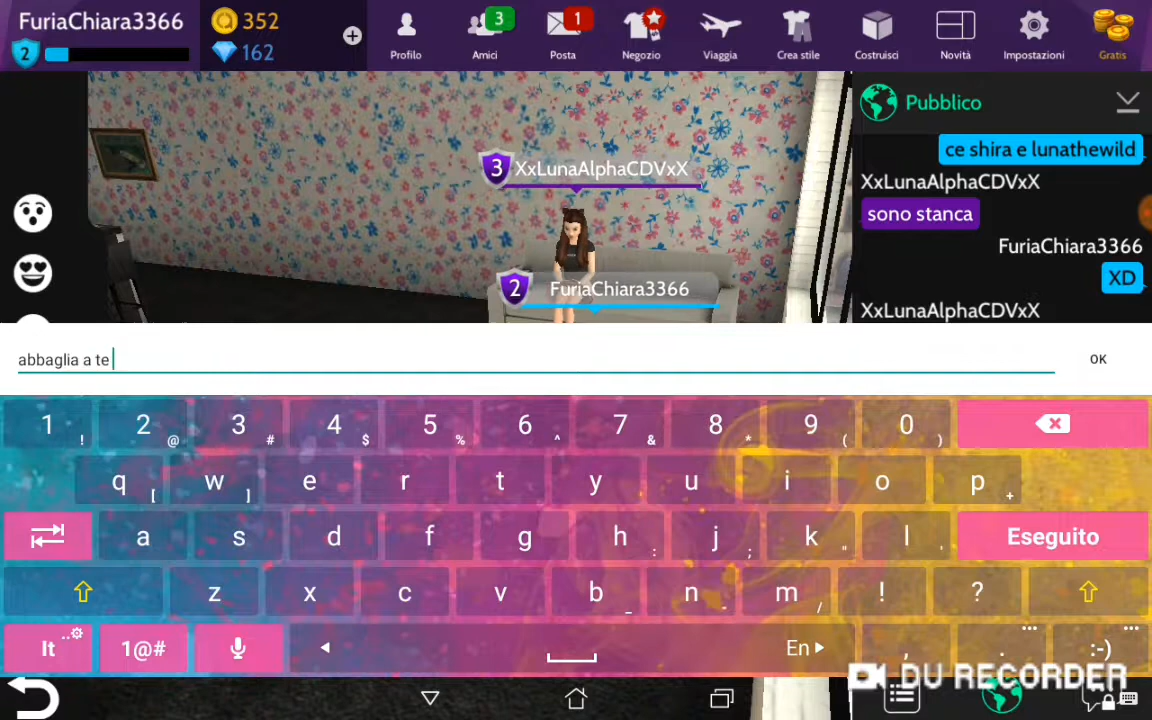 FuriaChiara3366
352
3
1
2
162
Profilo
Amici
Posta
Negozio
Viaggia
Crea stile
Costruisci
Novità
Impostazioni
Gratis
3 XxLunaAlphaCDVxX
2 FuriaChiara3366
Pubblico
ce shira e lunathewild
XxLunaAlphaCDVxX
sono stanca
FuriaChiara3366
XD
XxLunaAlphaCDVxX
abbaglia a te
OK
1 ! 2 @ 3 # 4 $ 5 % 6 ^ 7 & 8 * 9 ( 0 )
q [ w ] e r t y u i o p +
a s d f g h : j ; k " l ' Eseguito
z x c v b _ n - m / ! ?
It 1@# En , . ... :-) ...
DU RECORDER